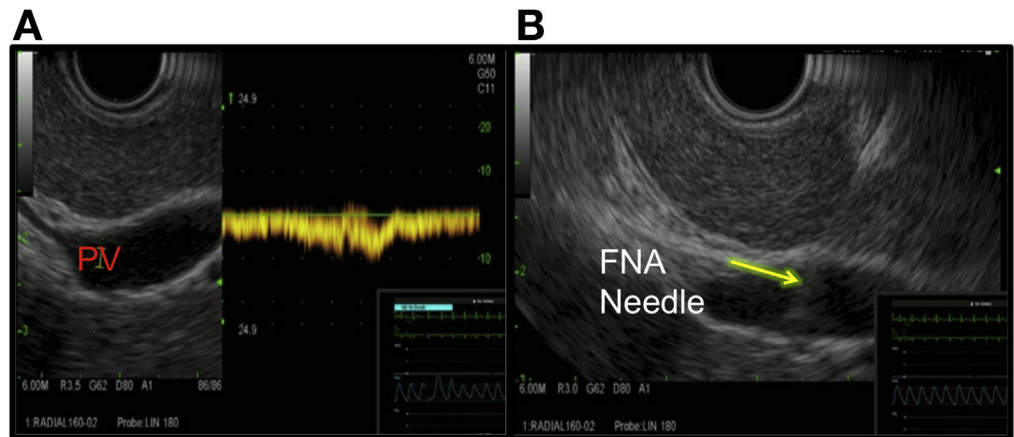 A
B
6.00M
G50
C11
24.9
20
10
PV
10
24.9
-3
6.00M R3.5 G62 D80 A1 86/86
1:RADIAL160-02 Probe:LIN 180
FNA
Needle
-2
6.00M R3.0 G62 D80 A1
1:RADIAL160-02 Probe:LIN 180